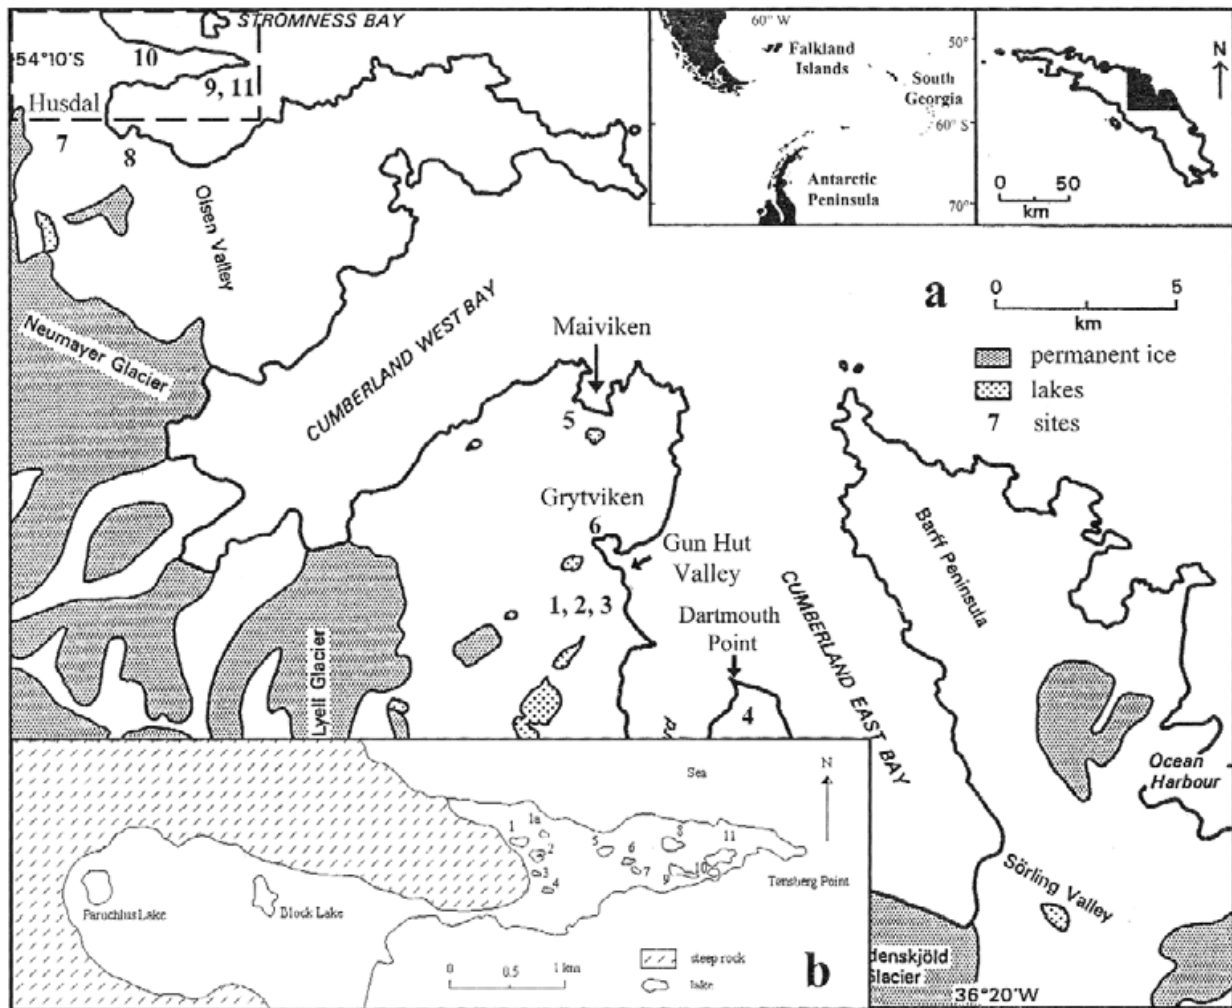 STROMNESS BAY
54°10'S
10
9, 11
Husdal
7
8
Olsen Valley
Neumayer Glacier
CUMBERLAND WEST BAY
Maiviken
5
Grytviken
6
Gun Hut
Valley
1, 2, 3
Dartmouth
Point
4
Lyell Glacier
CUMBERLAND EAST BAY
Barff Peninsula
Ocean
Harbour
Sörling Valley
denskjöld
Glacier
36°20'W
60° W
50°
Falkland
Islands
South
Georgia
60° S
Antarctic
Peninsula
70°
N
0 50
km
a
0 5
km
permanent ice
lakes
7 sites
Sea
N
1
1a
2
3
4
5
6
7
8
9
10
11
Tønsberg Point
Paruchlus Lake
Block Lake
0 0.5 1 km
steep rock
lake
b